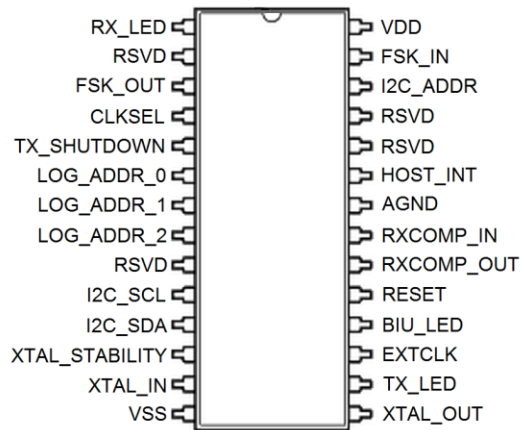 RX_LED VDD
RSVD FSK_IN
FSK_OUT I2C_ADDR
CLKSEL RSVD
TX_SHUTDOWN RSVD
LOG_ADDR_0 HOST_INT
LOG_ADDR_1 AGND
LOG_ADDR_2 RXCOMP_IN
RSVD RXCOMP_OUT
I2C_SCL RESET
I2C_SDA BIU_LED
XTAL_STABILITY EXTCLK
XTAL_IN TX_LED
VSS XTAL_OUT